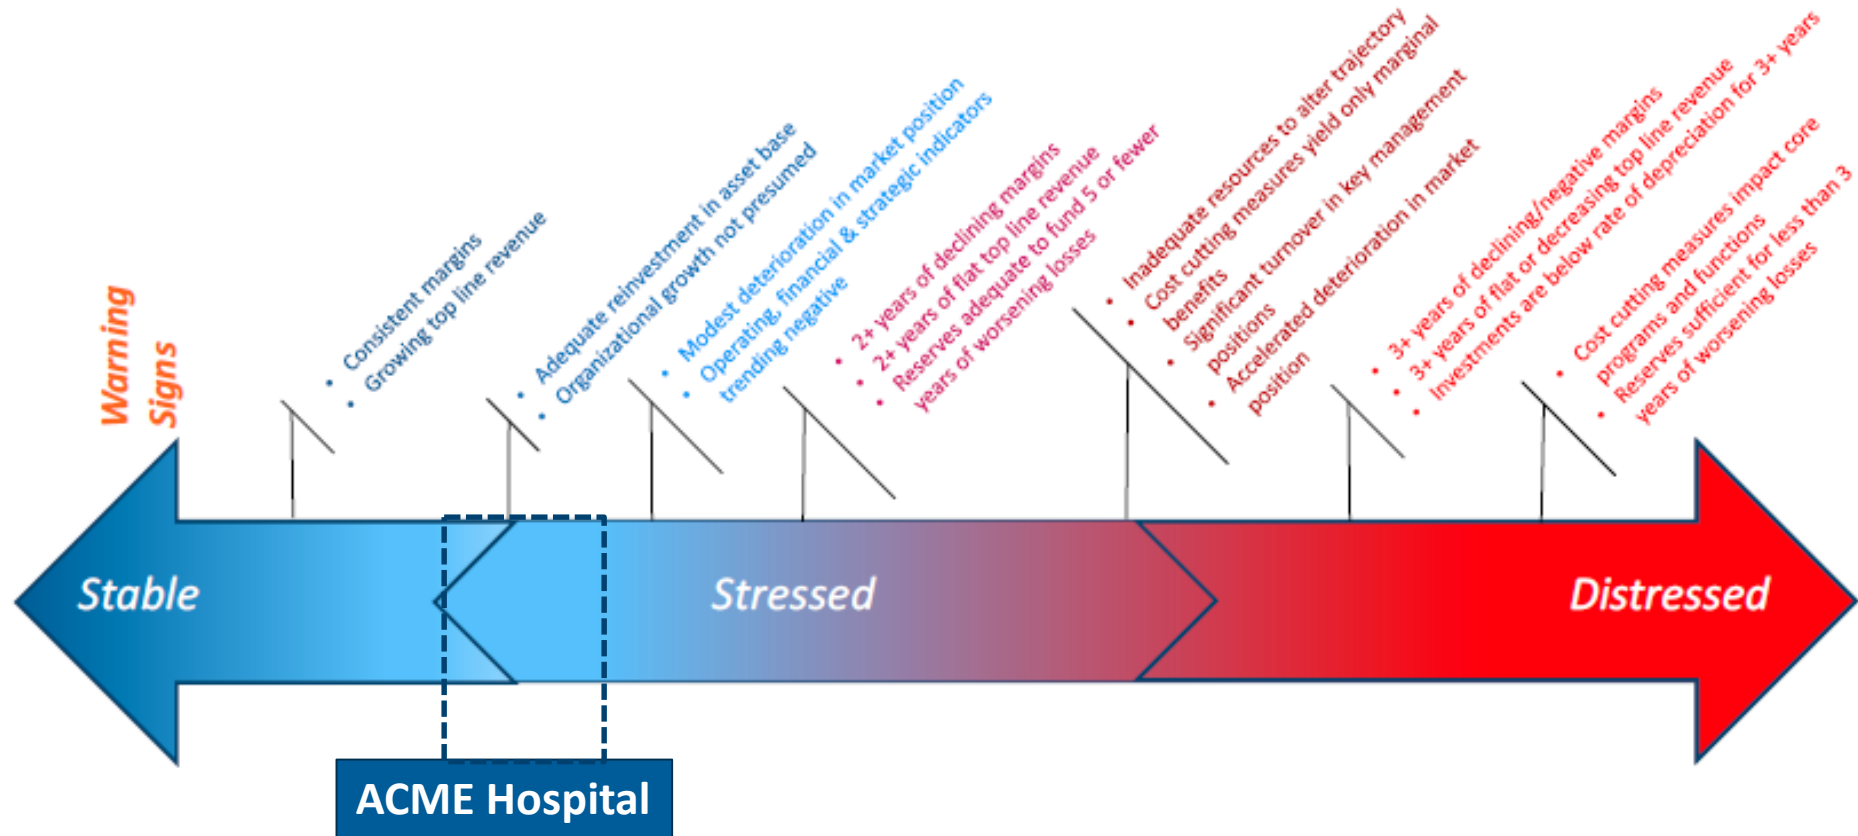 Warning
Signs
• Consistent margins
• Growing top line revenue
• Adequate reinvestment in asset base
• Organizational growth not presumed
• Modest deterioration in market position
• Operating, financial & strategic indicators
trending negative
• 2+ years of declining margins
• 2+ years of flat top line revenue
• Reserves adequate to fund 5 or fewer
years of worsening losses
• Inadequate resources to alter trajectory
• Cost cutting measures yield only marginal
benefits
• Significant turnover in key management
positions
• Accelerated deterioration in market
position
• 3+ years of declining/negative margins
• 3+ years of flat or decreasing top line revenue
• Investments are below rate of depreciation for 3+ years
• Cost cutting measures impact core
programs and functions
• Reserves sufficient for less than 3
years of worsening losses
Stable
Stressed
Distressed
ACME Hospital